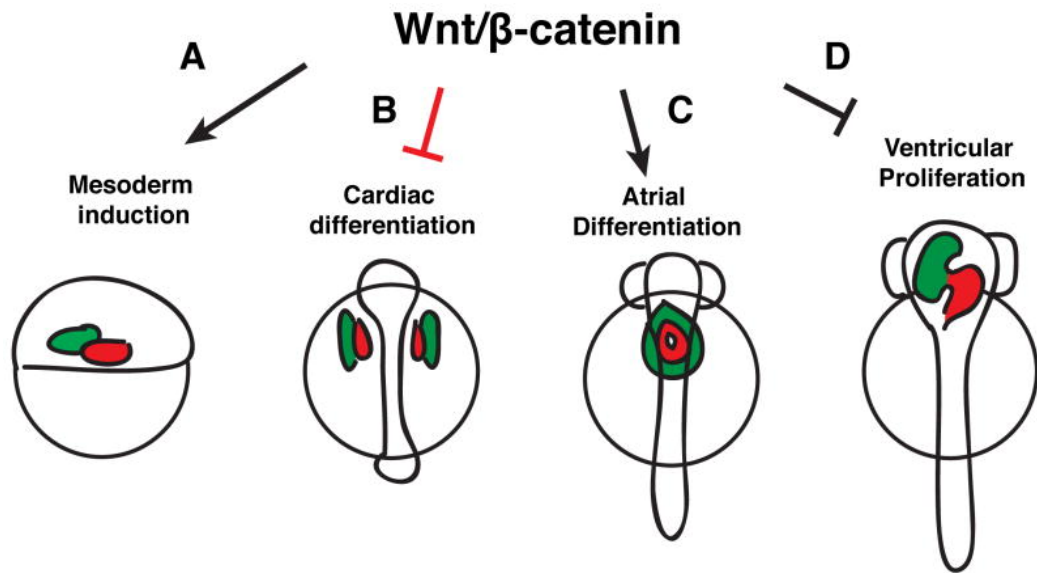 Wnt/β-catenin
A
B
C
D
Mesoderm
induction
Cardiac
differentiation
Atrial
Differentiation
Ventricular
Proliferation